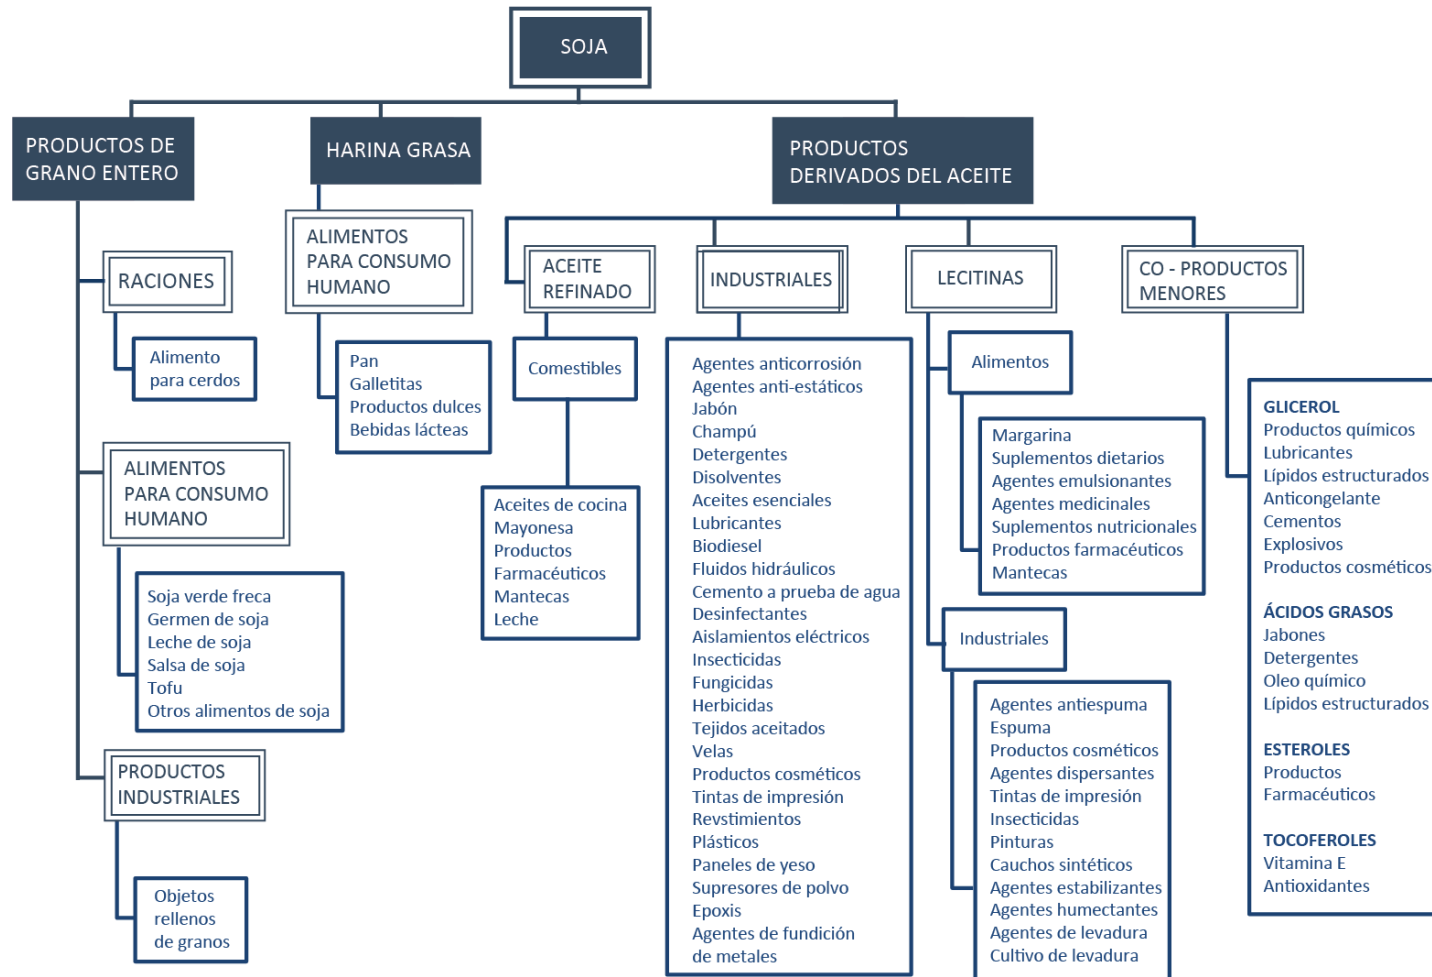 SOJA
PRODUCTOS DE
GRANO ENTERO
HARINA GRASA
PRODUCTOS
DERIVADOS DEL ACEITE
RACIONES
Alimento
para cerdos
ALIMENTOS
PARA CONSUMO
HUMANO
Soja verde freca
Germen de soja
Leche de soja
Salsa de soja
Tofu
Otros alimentos de soja
PRODUCTOS
INDUSTRIALES
Objetos
rellenos
de granos
ALIMENTOS
PARA CONSUMO
HUMANO
Pan
Galletitas
Productos dulces
Bebidas lácteas
ACEITE
REFINADO
Comestibles
Aceites de cocina
Mayonesa
Productos
Farmacéuticos
Mantecas
Leche
INDUSTRIALES
Agentes anticorrosión
Agentes anti-estáticos
Jabón
Champú
Detergentes
Disolventes
Aceites esenciales
Lubricantes
Biodiesel
Fluidos hidráulicos
Cemento a prueba de agua
Desinfectantes
Aislamientos eléctricos
Insecticidas
Fungicidas
Herbicidas
Tejidos aceitados
Velas
Productos cosméticos
Tintas de impresión
Revstimientos
Plásticos
Paneles de yeso
Supresores de polvo
Epoxis
Agentes de fundición
de metales
LECITINAS
Alimentos
Margarina
Suplementos dietarios
Agentes emulsionantes
Agentes medicinales
Suplementos nutricionales
Productos farmacéuticos
Mantecas
Industriales
Agentes antiespuma
Espuma
Productos cosméticos
Agentes dispersantes
Tintas de impresión
Insecticidas
Pinturas
Cauchos sintéticos
Agentes estabilizantes
Agentes humectantes
Agentes de levadura
Cultivo de levadura
CO - PRODUCTOS
MENORES
GLICEROL
Productos químicos
Lubricantes
Lípidos estructurados
Anticongelante
Cementos
Explosivos
Productos cosméticos
ÁCIDOS GRASOS
Jabones
Detergentes
Oleo químico
Lípidos estructurados
ESTEROLES
Productos
Farmacéuticos
TOCOFEROLES
Vitamina E
Antioxidantes